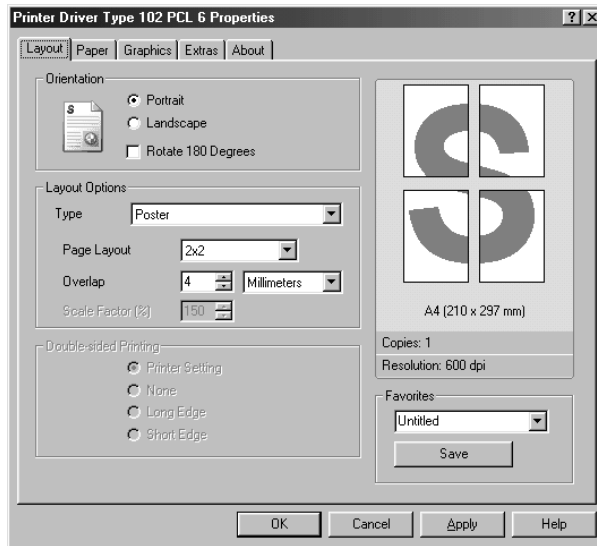 Printer Driver Type 102 PCL 6 Properties
Layout Paper Graphics Extras About
Orientation
S
Portrait
Landscape
Rotate 180 Degrees
Layout Options
Type Poster
Page Layout 2x2
Overlap 4 Millimeters
Scale Factor (%) 150
Double-sided Printing
Printer Setting
None
Long Edge
Short Edge
S
A4 (210 x 297 mm)
Copies: 1
Resolution: 600 dpi
Favorites
Untitled
Save
OK Cancel Apply Help